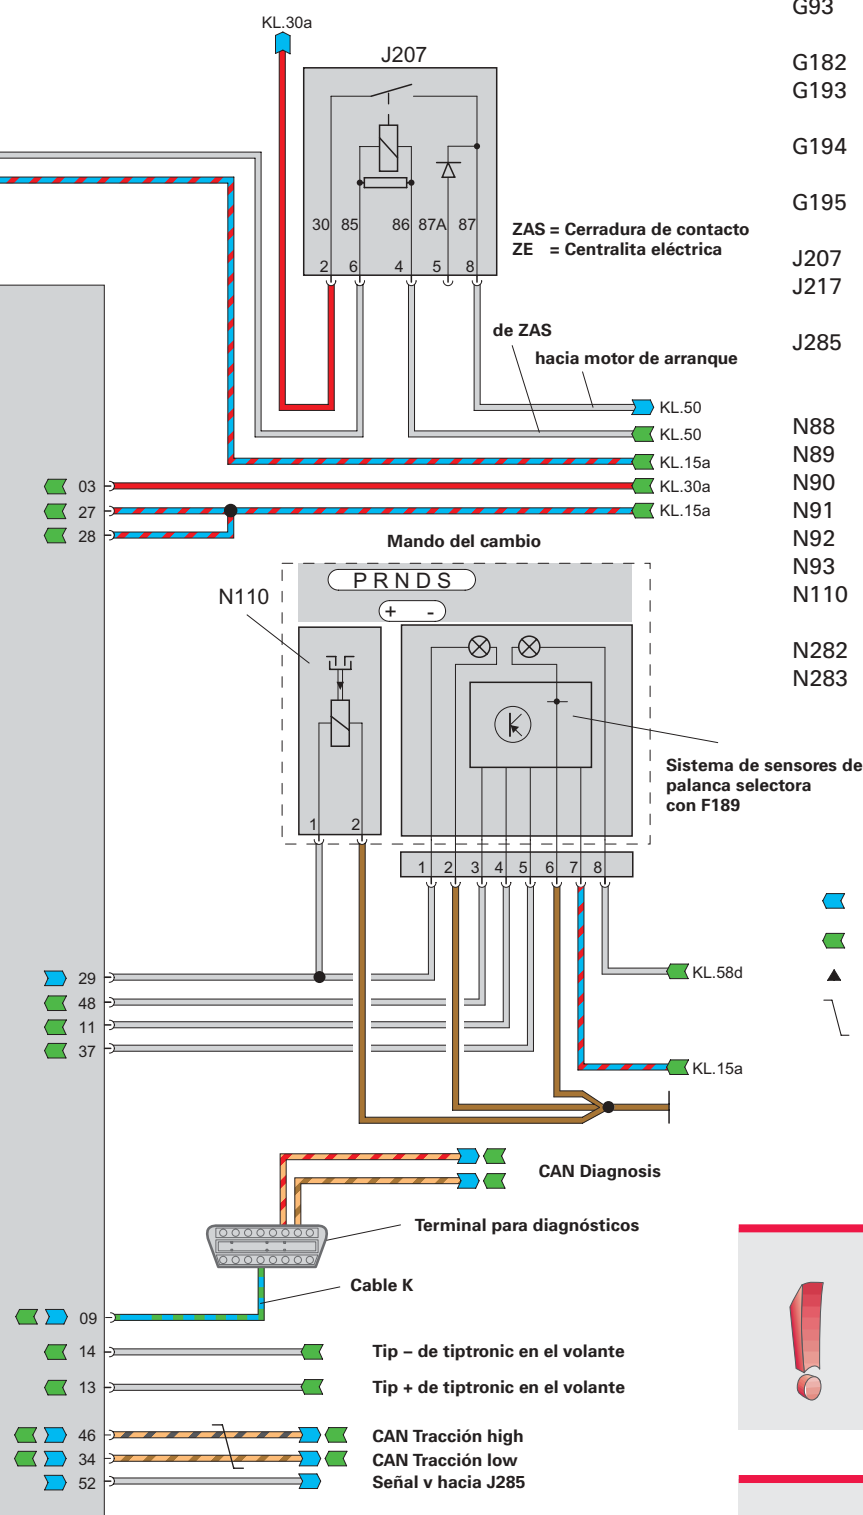 G93
KL.30a
J207
G182
G193
G194
G195
30 85 86 87A 87
ZAS = Cerradura de contacto
ZE = Centralita eléctrica
2 6 4 5 8
J207
J217
de ZAS
J285
hacia motor de arranque
KL.50
KL.50
KL.15a
03 KL.30a
27 KL.15a
28
N88
N89
N90
N91
N92
N93
N110
N282
N283
Mando del cambio
P R N D S
N110
+ -
Sistema de sensores de
palanca selectora
con F189
1 2
1 2 3 4 5 6 7 8
29 KL.58d
48
11
37
KL.15a
CAN Diagnosis
Terminal para diagnósticos
Cable K
09
14 Tip – de tiptronic en el volante
13 Tip + de tiptronic en el volante
46 CAN Tracción high
34 CAN Tracción low
52 Señal v hacia J285